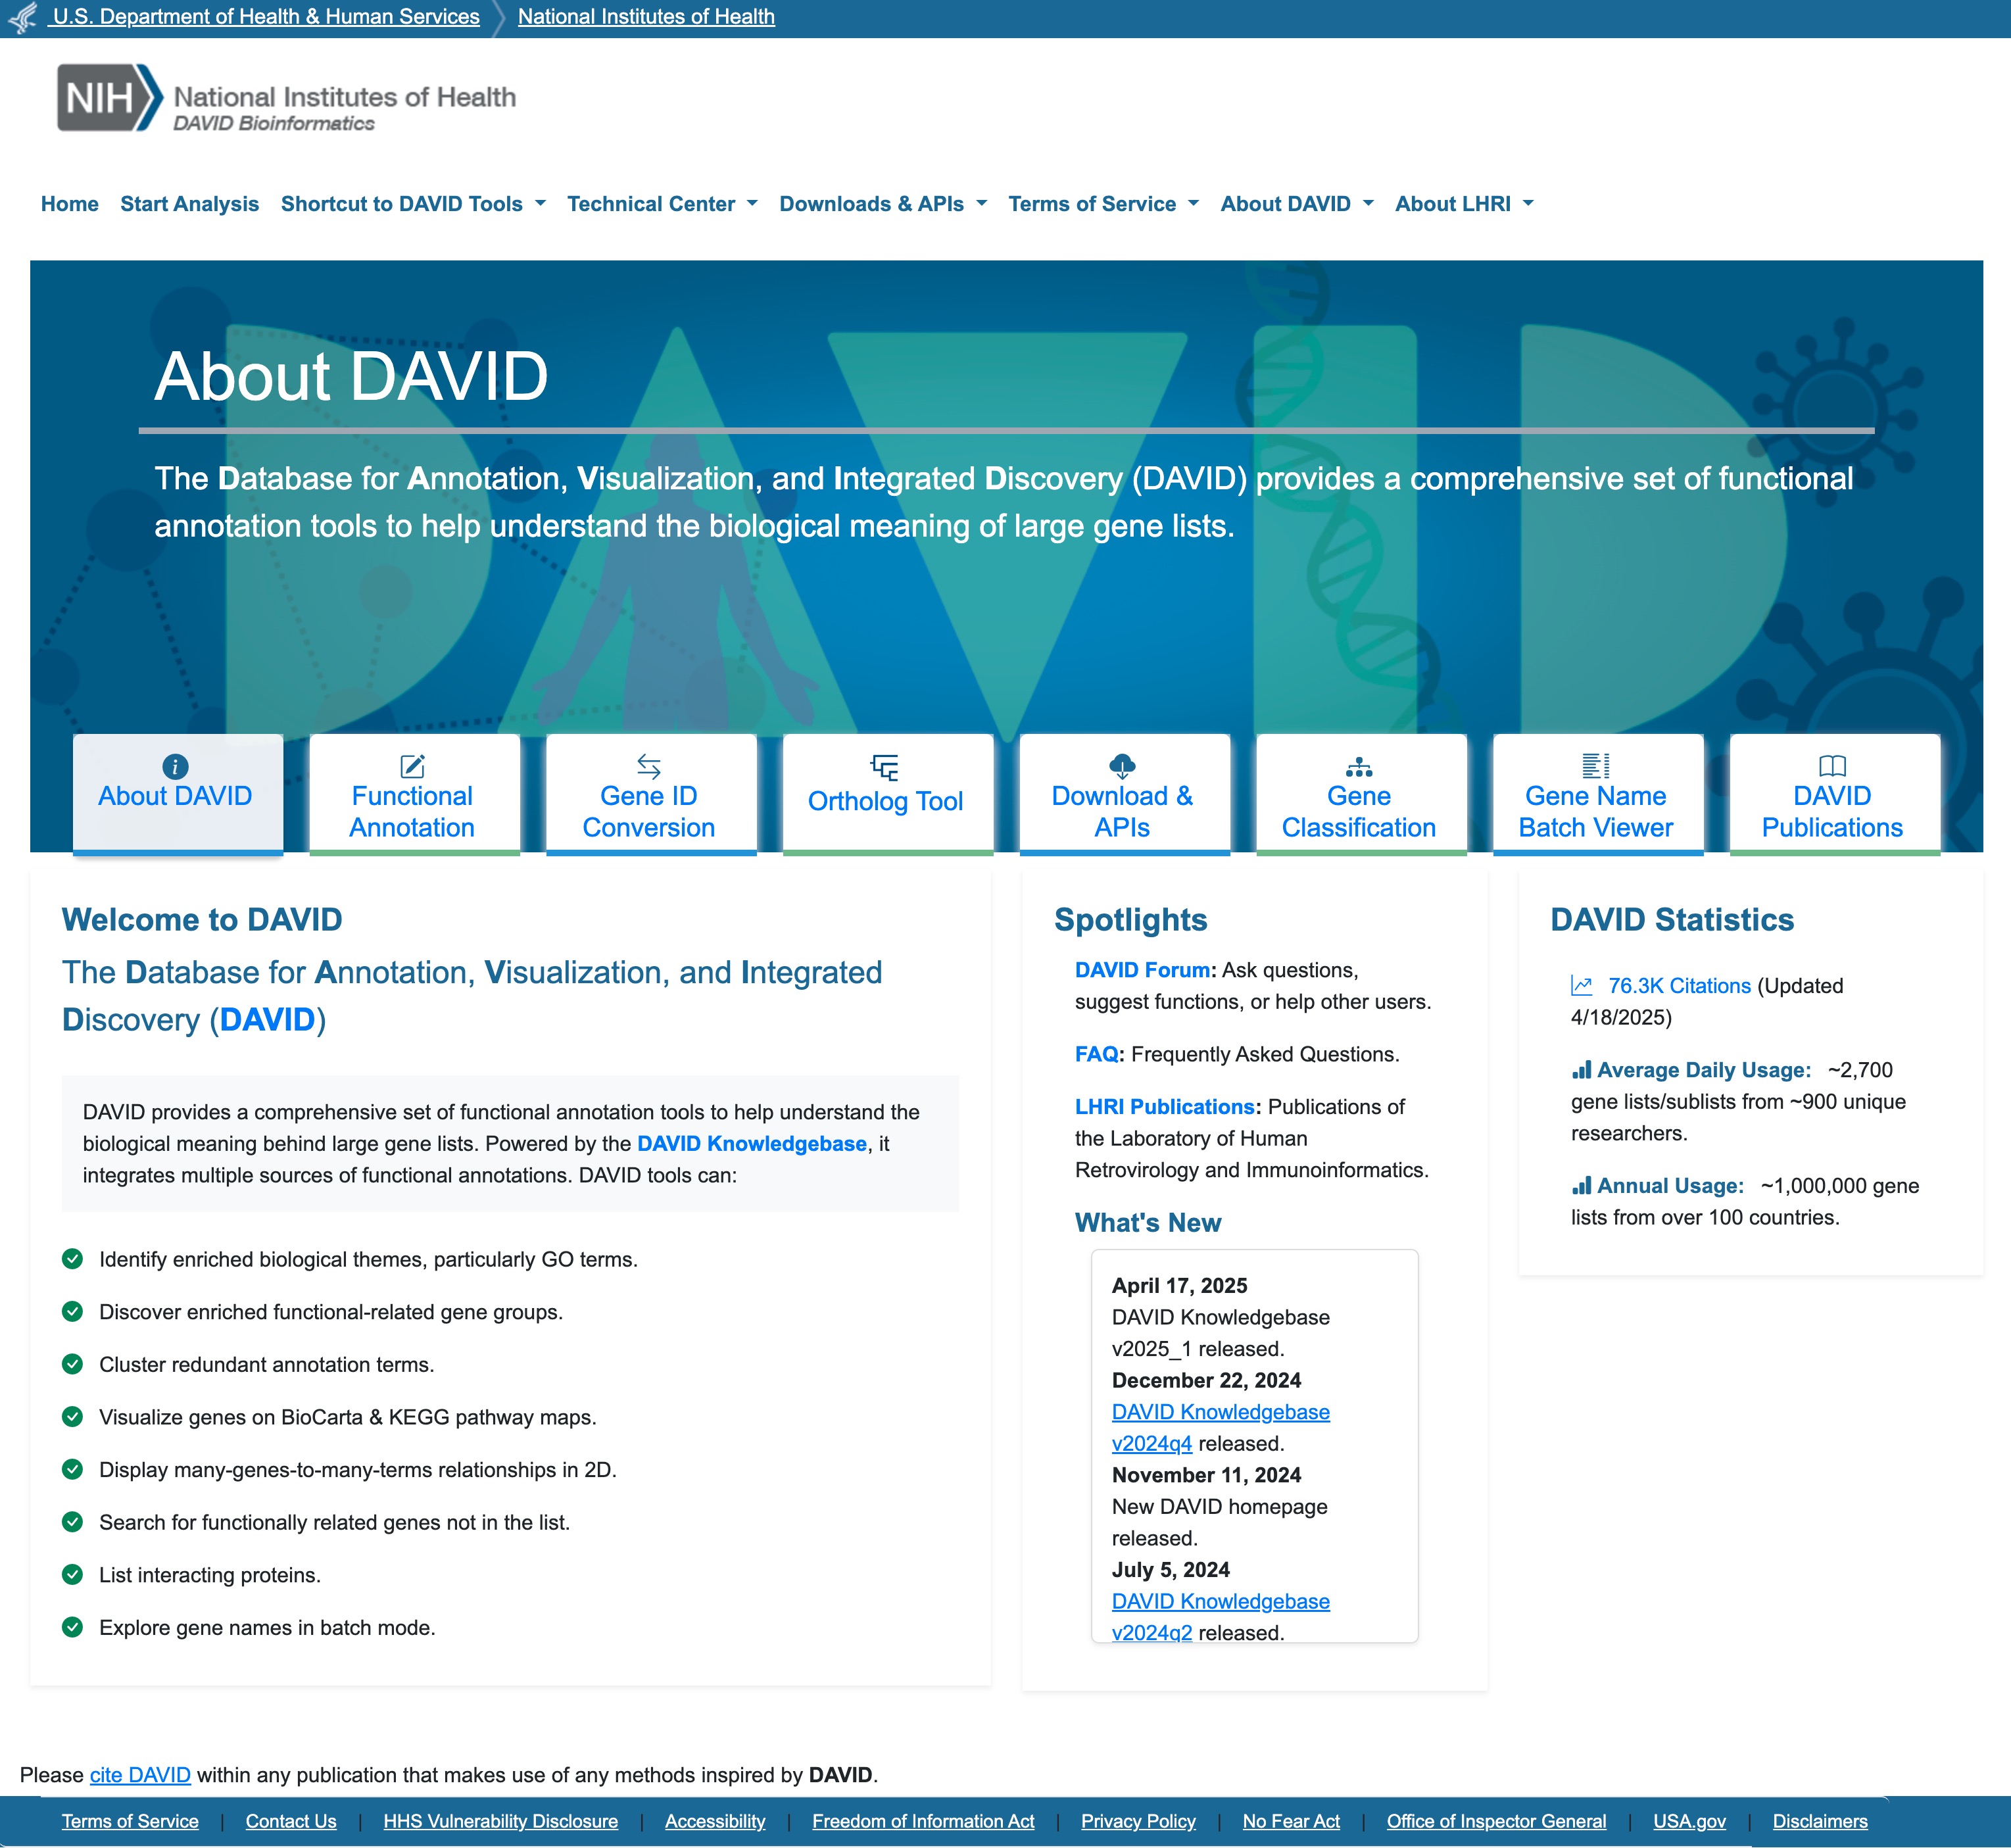 U.S. Department of Health & Human Services
National Institutes of Health
NIH
National Institutes of Health
DAVID Bioinformatics
Home
Start Analysis
Shortcut to DAVID Tools
Technical Center
Downloads & APIs
Terms of Service
About DAVID
About LHRI
DAVID
About DAVID
The Database for Annotation, Visualization, and Integrated Discovery (DAVID) provides a comprehensive set of functional
annotation tools to help understand the biological meaning of large gene lists.
About DAVID
Functional
Annotation
Gene ID
Conversion
Ortholog Tool
Download &
APIs
Gene
Classification
Gene Name
Batch Viewer
DAVID
Publications
Welcome to DAVID
The Database for Annotation, Visualization, and Integrated
Discovery (DAVID)
DAVID provides a comprehensive set of functional annotation tools to help understand the
biological meaning behind large gene lists. Powered by the DAVID Knowledgebase, it
integrates multiple sources of functional annotations. DAVID tools can:
Identify enriched biological themes, particularly GO terms.
Discover enriched functional-related gene groups.
Cluster redundant annotation terms.
Visualize genes on BioCarta & KEGG pathway maps.
Display many-genes-to-many-terms relationships in 2D.
Search for functionally related genes not in the list.
List interacting proteins.
Explore gene names in batch mode.
Spotlights
DAVID Forum: Ask questions,
suggest functions, or help other users.
FAQ: Frequently Asked Questions.
LHRI Publications: Publications of
the Laboratory of Human
Retrovirology and Immunoinformatics.
What's New
April 17, 2025
DAVID Knowledgebase
v2025_1 released.
December 22, 2024
DAVID Knowledgebase
v2024q4 released.
November 11, 2024
New DAVID homepage
released.
July 5, 2024
DAVID Knowledgebase
v2024q2 released.
DAVID Statistics
76.3K Citations (Updated
4/18/2025)
Average Daily Usage: ~2,700
gene lists/sublists from ~900 unique
researchers.
Annual Usage: ~1,000,000 gene
lists from over 100 countries.
Please cite DAVID within any publication that makes use of any methods inspired by DAVID.
Terms of Service | Contact Us | HHS Vulnerability Disclosure | Accessibility | Freedom of Information Act | Privacy Policy | No Fear Act | Office of Inspector General | USA.gov | Disclaimers